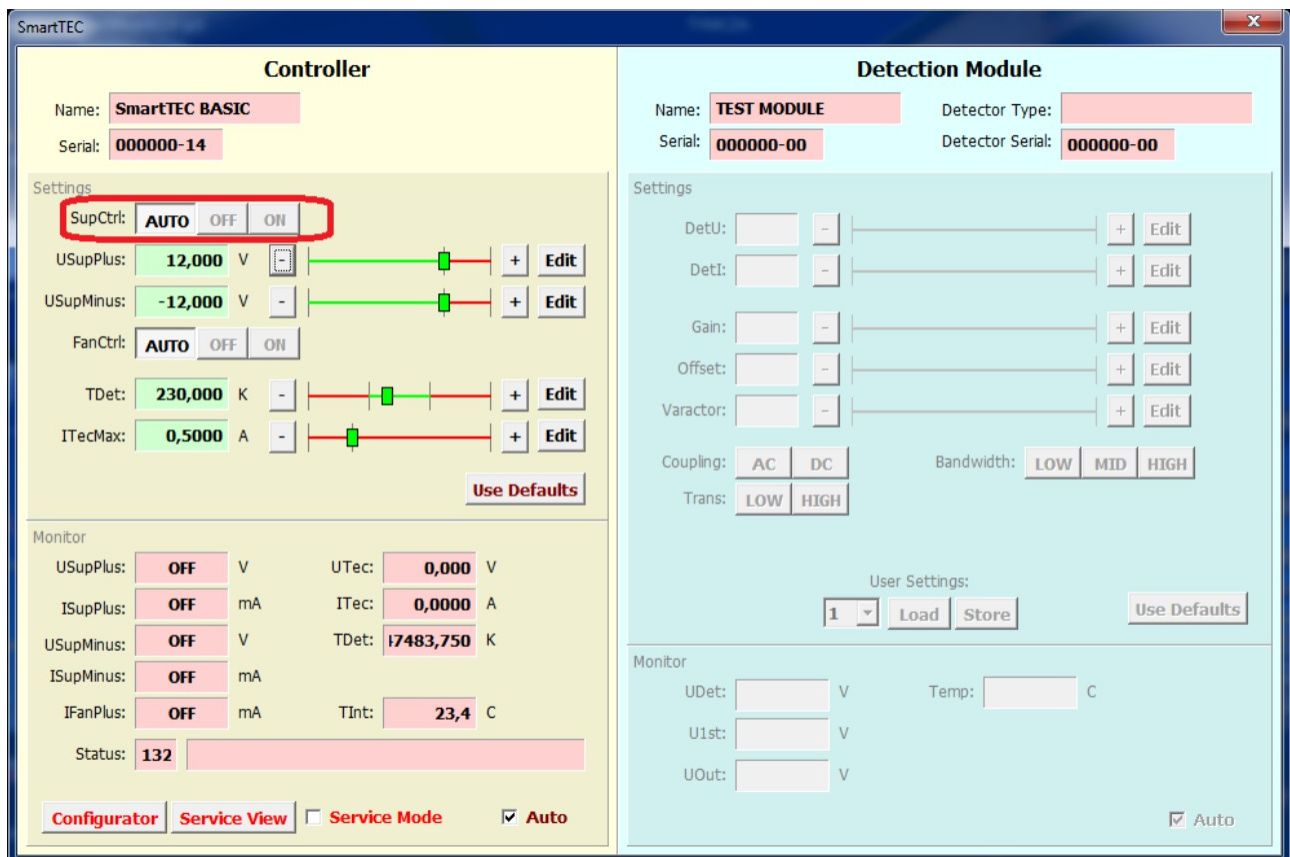 SmartTEC
Controller
Name: SmartTEC BASIC
Serial: 000000-14
Settings
SupCtrl: AUTO OFF ON
USupPlus: 12,000 V - + Edit
USupMinus: -12,000 V - + Edit
FanCtrl: AUTO OFF ON
TDet: 230,000 K - + Edit
ITecMax: 0,5000 A - + Edit
Use Defaults
Monitor
USupPlus: OFF V UTec: 0,000 V
ISupPlus: OFF mA ITec: 0,0000 A
USupMinus: OFF V TDet: 7483,750 K
ISupMinus: OFF mA
IFanPlus: OFF mA TInt: 23,4 C
Status: 132
Configurator Service View Service Mode Auto
Detection Module
Name: TEST MODULE Detector Type:
Serial: 000000-00 Detector Serial: 000000-00
Settings
DetU: - + Edit
DetI: - + Edit
Gain: - + Edit
Offset: - + Edit
Varactor: - + Edit
Coupling: AC DC Bandwidth: LOW MID HIGH
Trans: LOW HIGH
User Settings:
1 Load Store Use Defaults
Monitor
UDet: V Temp: C
U1st: V
UOut: V
Auto